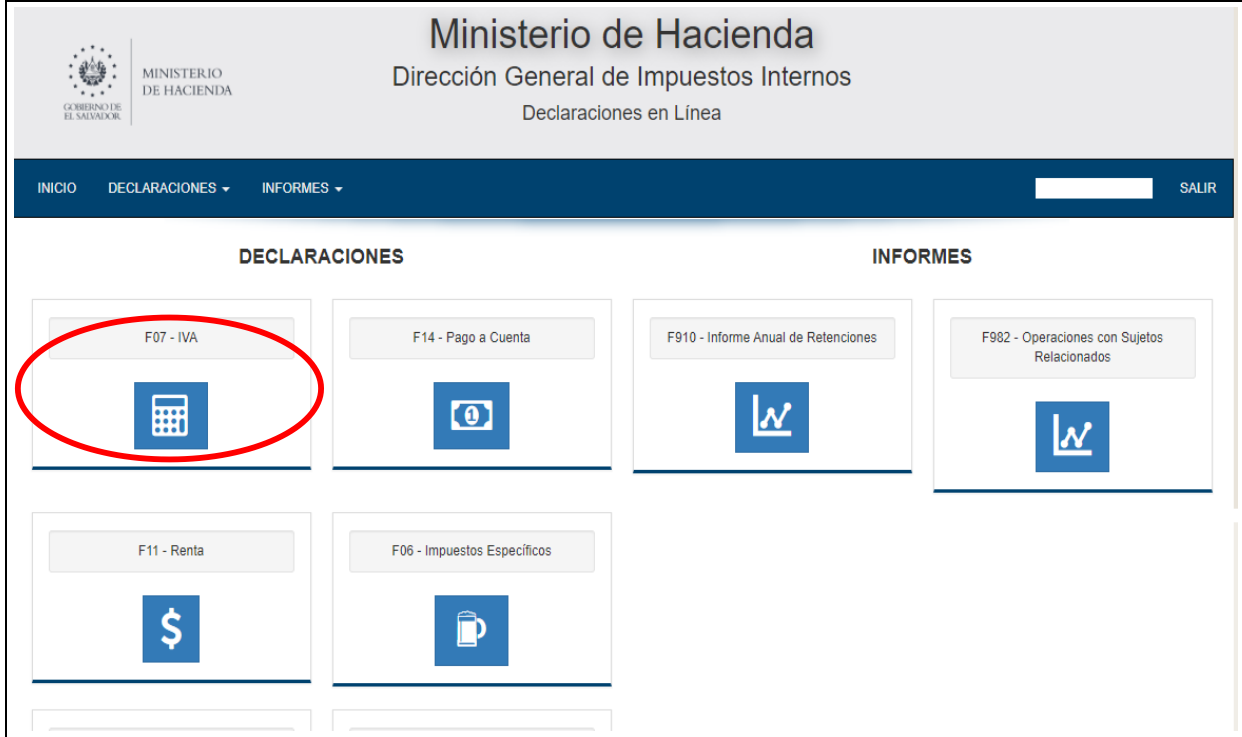 Ministerio de Hacienda
Dirección General de Impuestos Internos
Declaraciones en Línea
MINISTERIO
DE HACIENDA
GOBIERNO DE
EL SALVADOR
INICIO DECLARACIONES INFORMES SALIR
DECLARACIONES INFORMES
F07 - IVA
F14 - Pago a Cuenta
F910 - Informe Anual de Retenciones
F982 - Operaciones con Sujetos
Relacionados
1
F11 - Renta
F06 - Impuestos Específicos
$